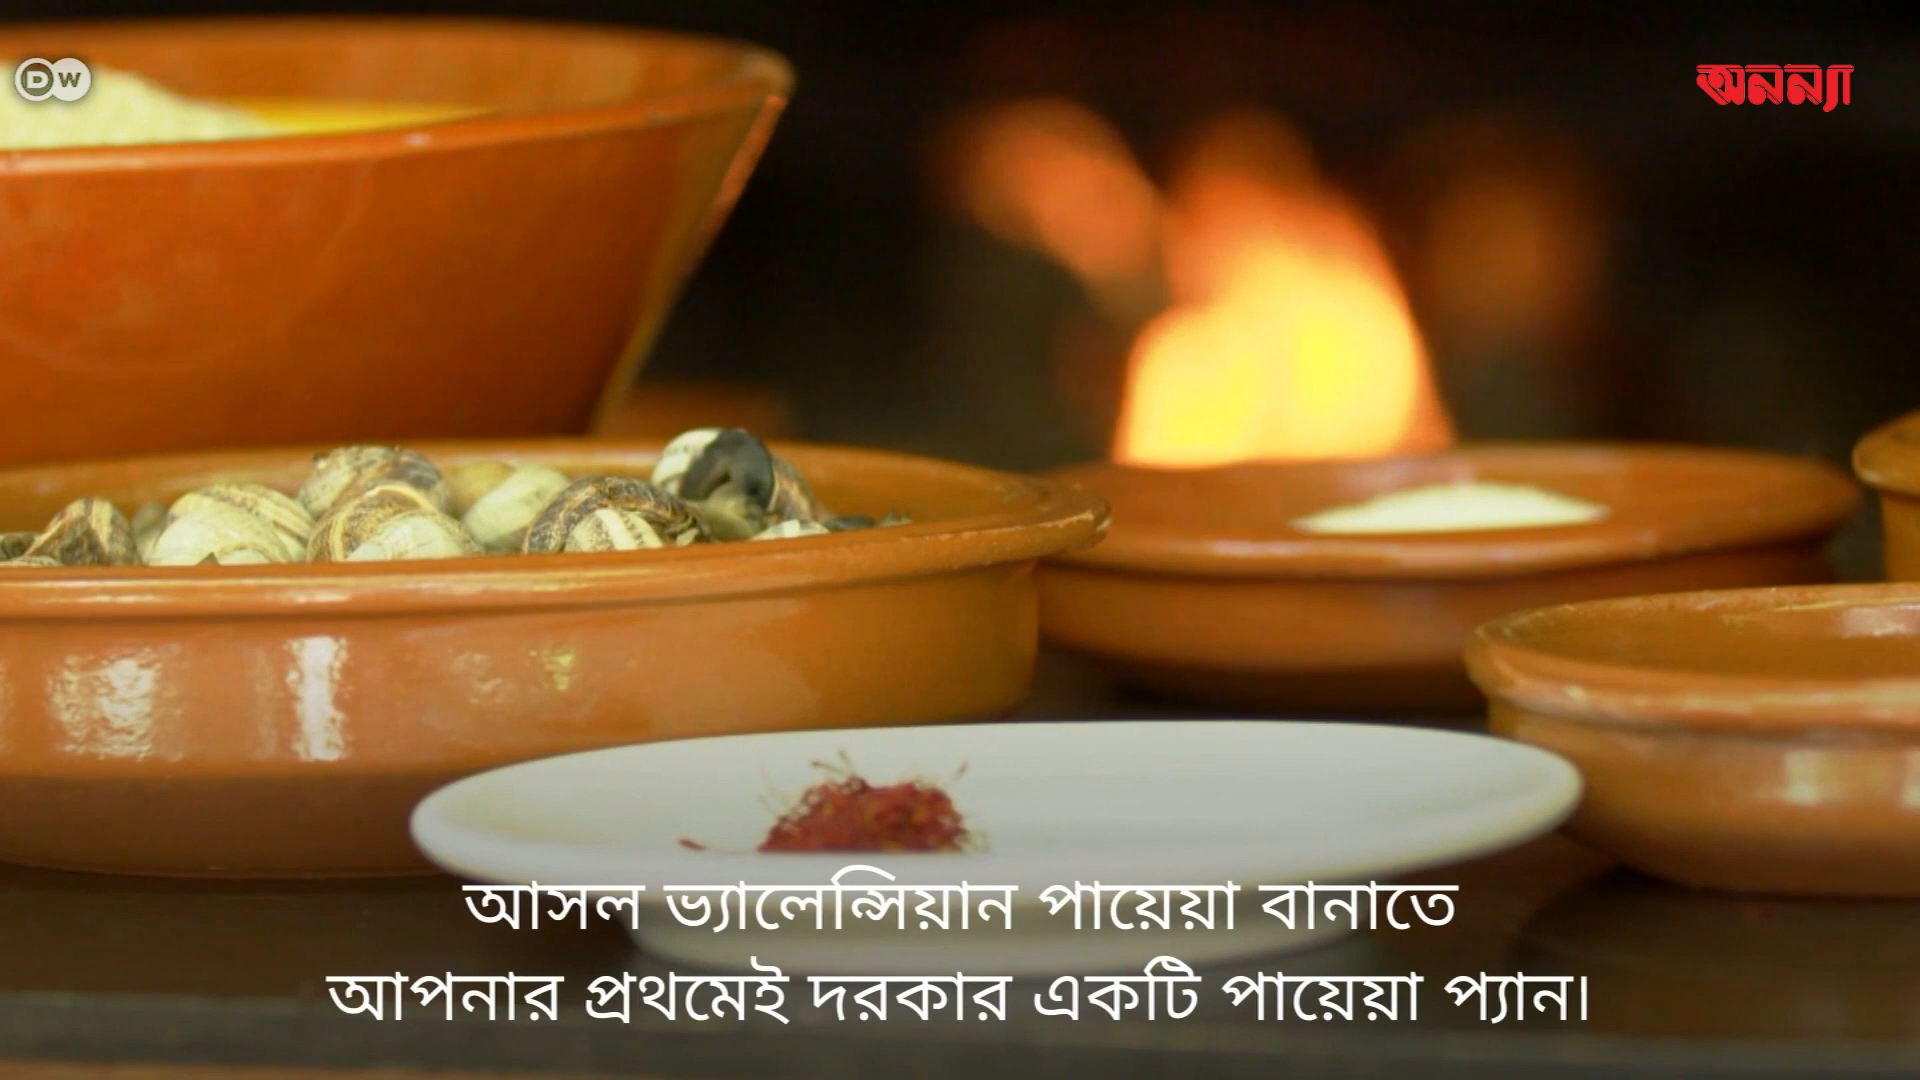 DW
অনন্যা
আসল ভ্যালেন্সিয়ান পায়েয়া বানাতে
আপনার প্রথমেই দরকার একটি পায়েয়া প্যান।